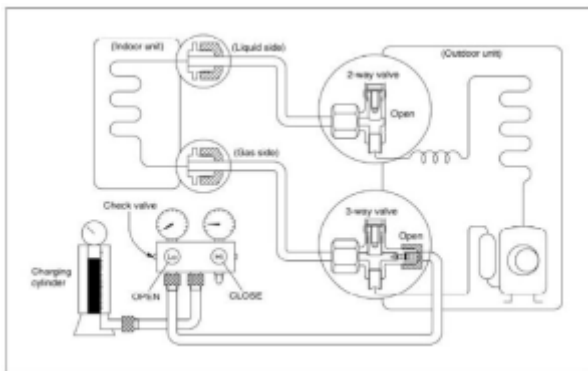 (Indoor unit)
(Liquid side)
2-way valve
(Outdoor unit)
Open
(Gas side)
Check valve
3-way valve
Open
Lo
Hi
Charging
cylinder
OPEN
CLOSE